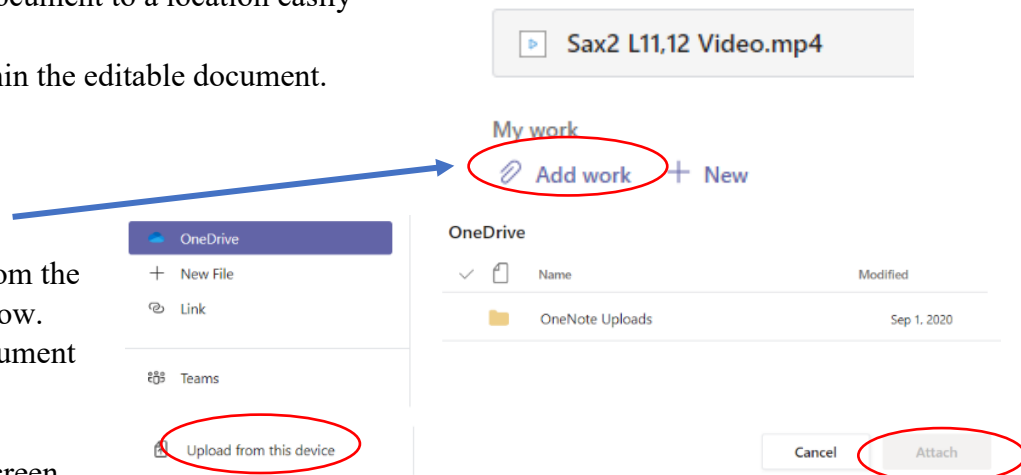 ocument to a location easily
Sax2 L11,12 Video.mp4
in the editable document.
My work
Add work + New
OneDrive
OneDrive
om the
+ New File
Name Modified
ow.
Link
OneNote Uploads Sep 1, 2020
ument
Teams
Upload from this device
Cancel Attach
creen